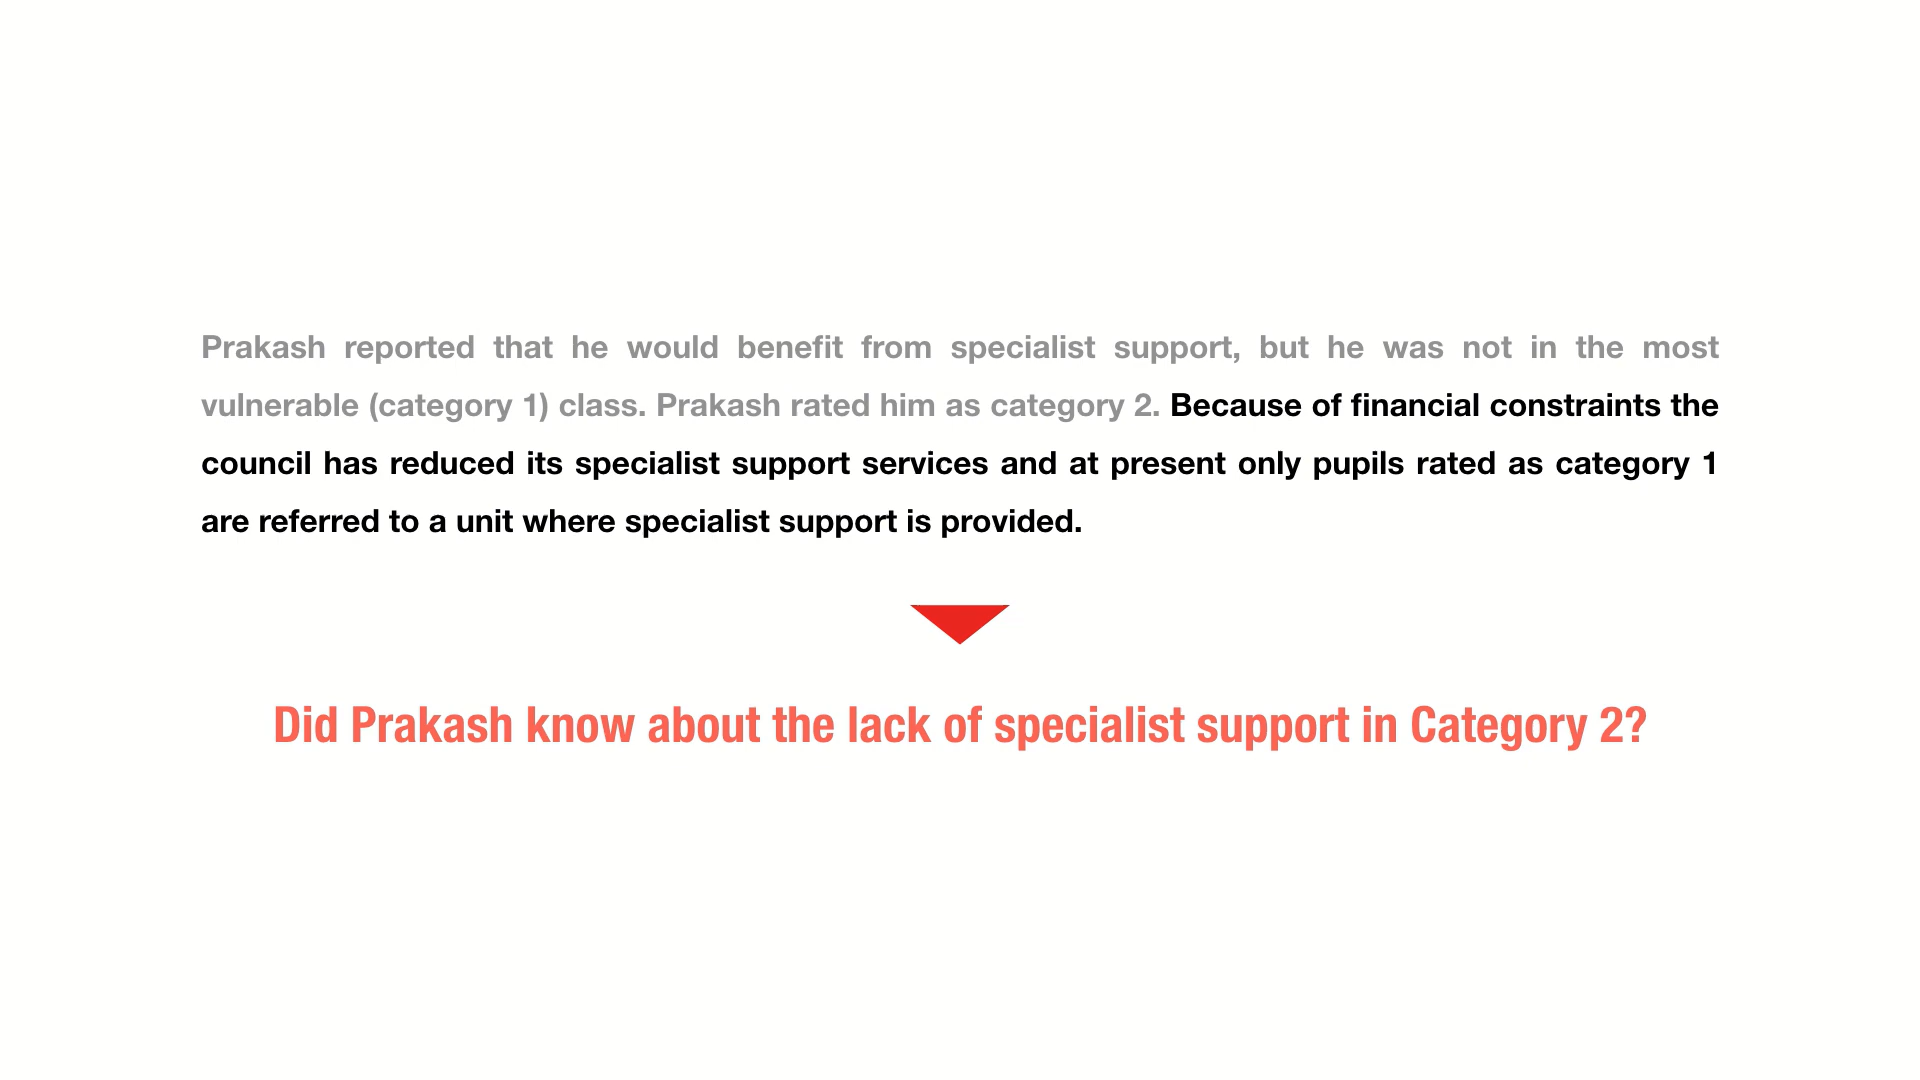 Prakash reported that he would benefit from specialist support, but he was not in the most
vulnerable (category 1) class. Prakash rated him as category 2. Because of financial constraints the
council has reduced its specialist support services and at present only pupils rated as category 1
are referred to a unit where specialist support is provided.
Did Prakash know about the lack of specialist support in Category 2?